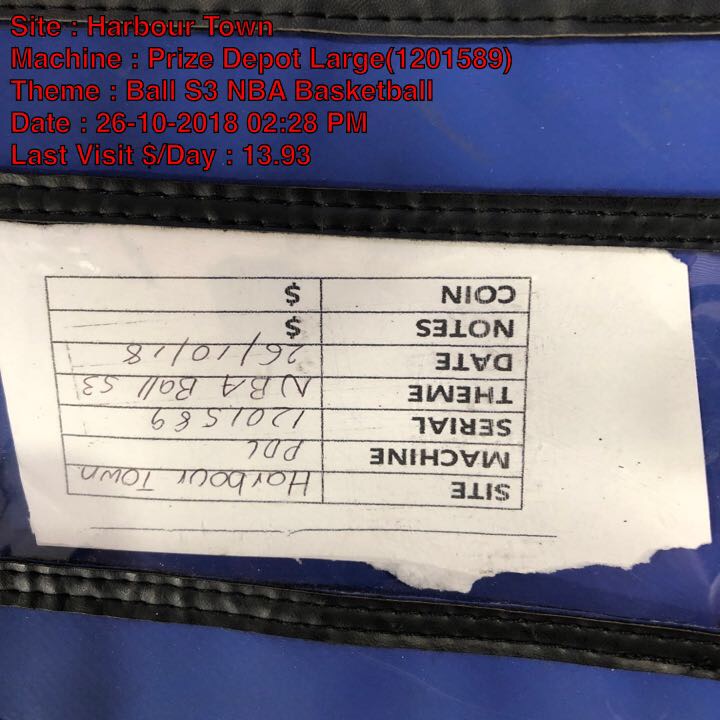 Site : Harbour Town
Machine : Prize Depot Large(1201589)
Theme : Ball S3 NBA Basketball
Date : 26-10-2018 02:28 PM
Last Visit $/Day : 13.93
SITE Harbour Town
MACHINE PDL
SERIAL 1201589
THEME NBA Ball S3
DATE 26/10/18
NOTES $
COIN $